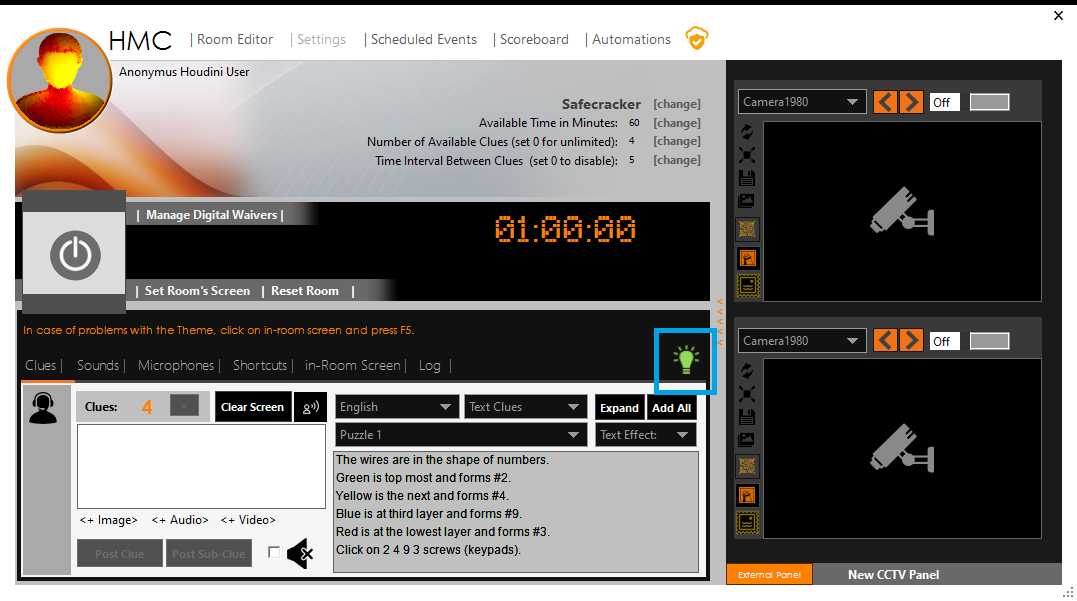 HMC | Room Editor | Settings | Scheduled Events | Scoreboard | Automations
Anonymus Houdini User
Safecracker [change]
Available Time in Minutes: 60 [change]
Number of Available Clues (set 0 for unlimited): 4 [change]
Time Interval Between Clues (set 0 to disable): 5 [change]
| Manage Digital Waivers |
01:00:00
| Set Room's Screen | Reset Room |
In case of problems with the Theme, click on in-room screen and press F5.
Clues | Sounds | Microphones | Shortcuts | in-Room Screen | Log |
Clues: 4 - Clear Screen
English Text Clues Expand Add All
Puzzle 1 Text Effect:
The wires are in the shape of numbers.
Green is top most and forms #2.
Yellow is the next and forms #4.
Blue is at third layer and forms #9.
Red is at the lowest layer and forms #3.
Click on 2 4 9 3 screws (keypads).
<+ Image> <+ Audio> <+ Video>
Post Clue Post Sub-Clue
Camera1980 Off
Camera1980 Off
External Panel New CCTV Panel